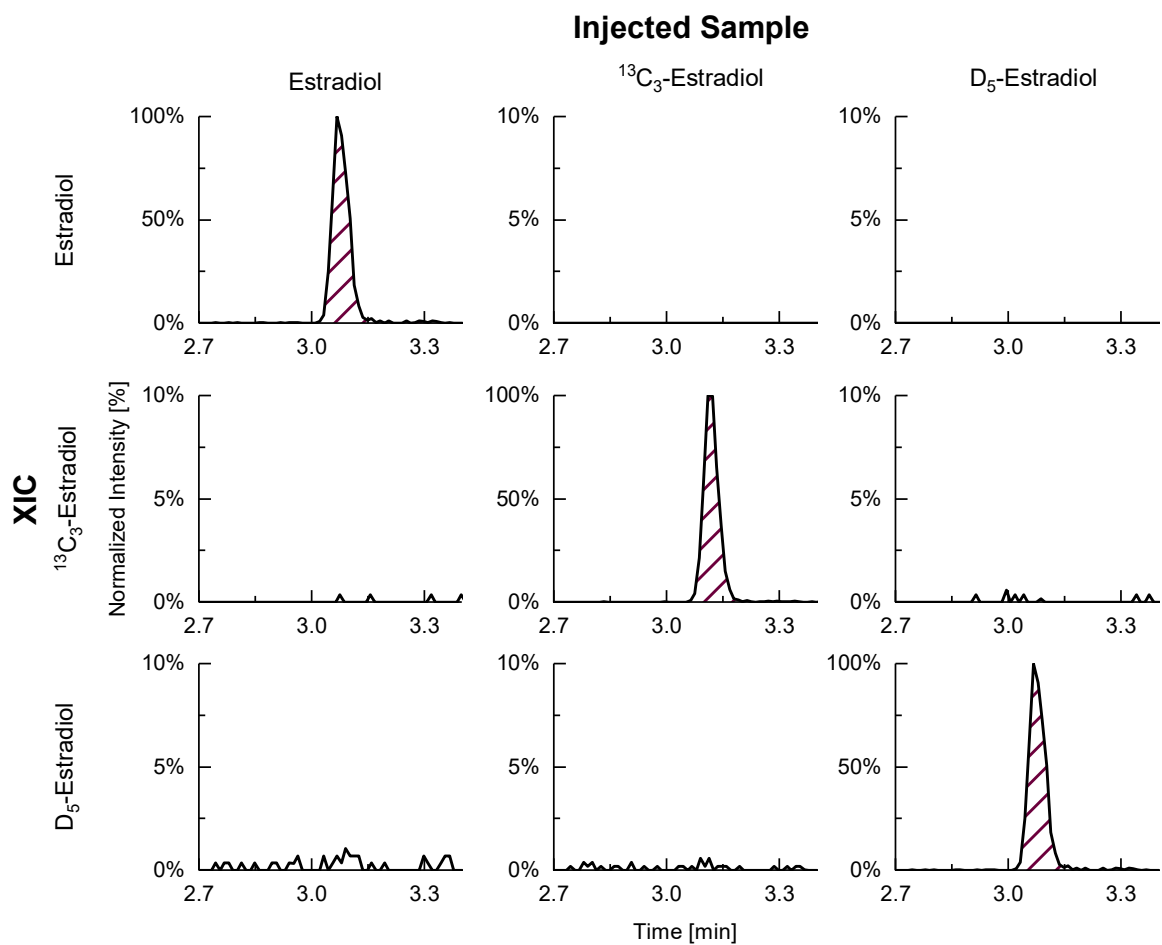 Injected Sample
Estradiol
¹³C₃-Estradiol
D₅-Estradiol
XIC
Normalized Intensity [%]
Estradiol
100%
50%
0%
2.7 3.0 3.3
10%
5%
0%
2.7 3.0 3.3
10%
5%
0%
2.7 3.0 3.3
¹³C₃-Estradiol
10%
5%
0%
2.7 3.0 3.3
100%
50%
0%
2.7 3.0 3.3
10%
5%
0%
2.7 3.0 3.3
D₅-Estradiol
10%
5%
0%
2.7 3.0 3.3
10%
5%
0%
2.7 3.0 3.3
100%
50%
0%
2.7 3.0 3.3
Time [min]